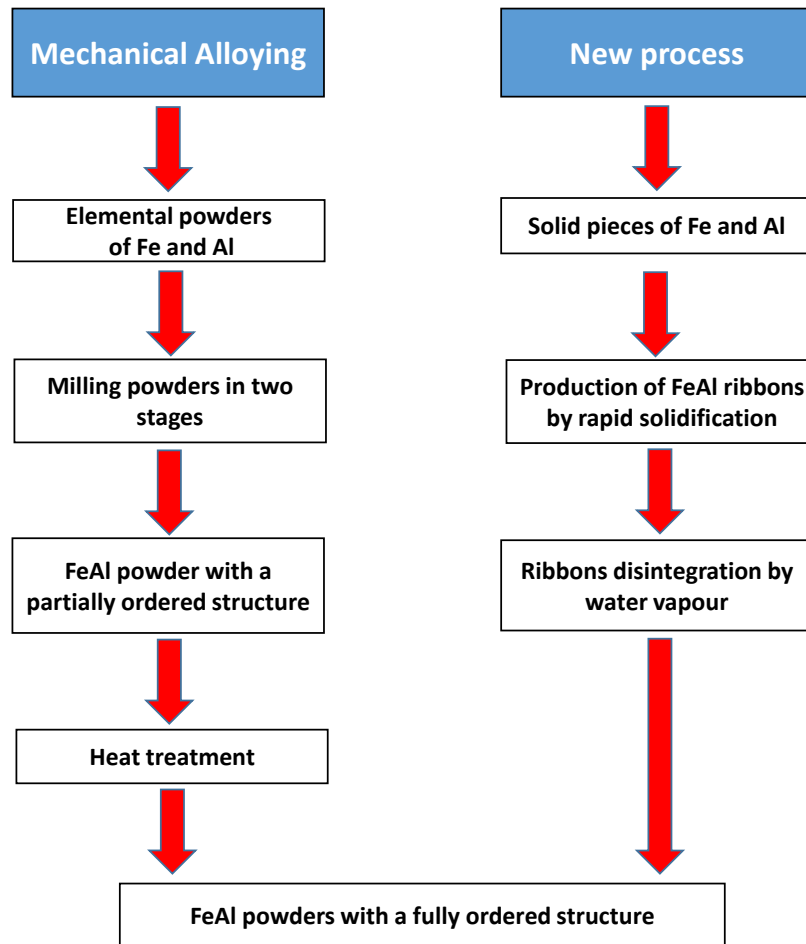 Mechanical Alloying
Elemental powders
of Fe and Al
Milling powders in two
stages
FeAl powder with a
partially ordered structure
Heat treatment
New process
Solid pieces of Fe and Al
Production of FeAl ribbons
by rapid solidification
Ribbons disintegration by
water vapour
FeAl powders with a fully ordered structure